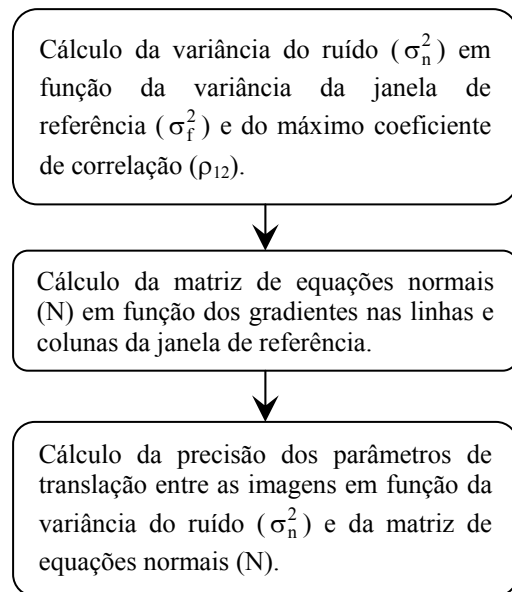 Cálculo da variância do ruído (σ²ₙ) em
função da variância da janela de
referência (σ²f) e do máximo coeficiente
de correlação (ρ₁₂).
Cálculo da matriz de equações normais
(N) em função dos gradientes nas linhas e
colunas da janela de referência.
Cálculo da precisão dos parâmetros de
translação entre as imagens em função da
variância do ruído (σ²ₙ) e da matriz de
equações normais (N).